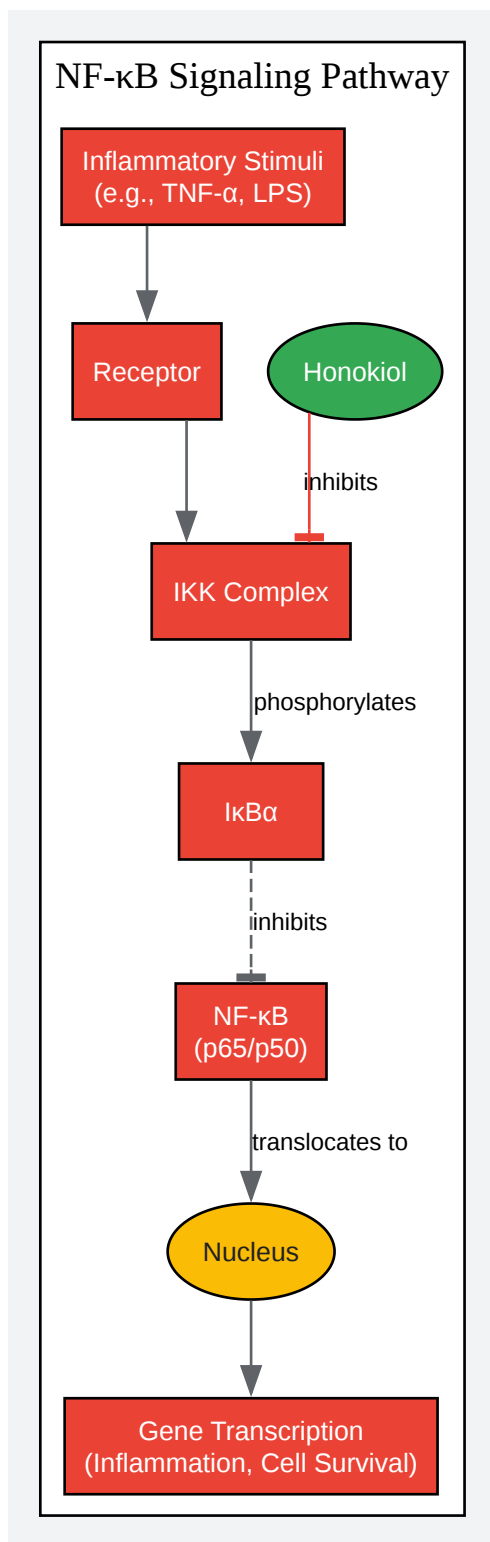 NF-κB Signaling Pathway
Inflammatory Stimuli
(e.g., TNF-α, LPS)
Receptor
Honokiol
inhibits
IKK Complex
phosphorylates
IκBα
inhibits
NF-κB
(p65/p50)
translocates to
Nucleus
Gene Transcription
(Inflammation, Cell Survival)